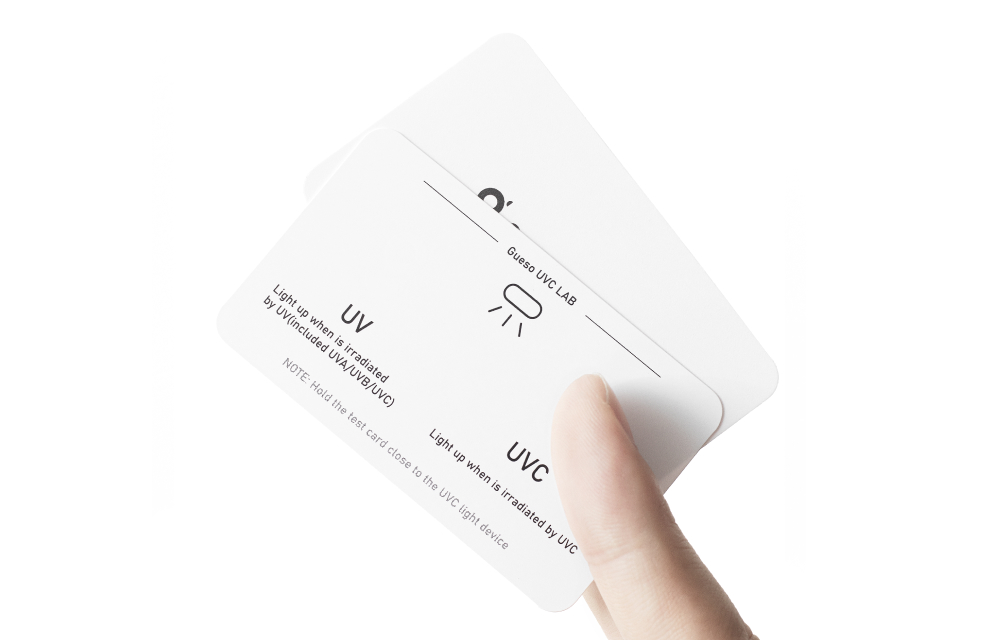 Gueso UVC LAB
UV
Light up when is irradiated
by UV(included UVA/UVB/UVC)
UVC
Light up when is irradiated by UVC
NOTE: Hold the test card close to the UVC light device